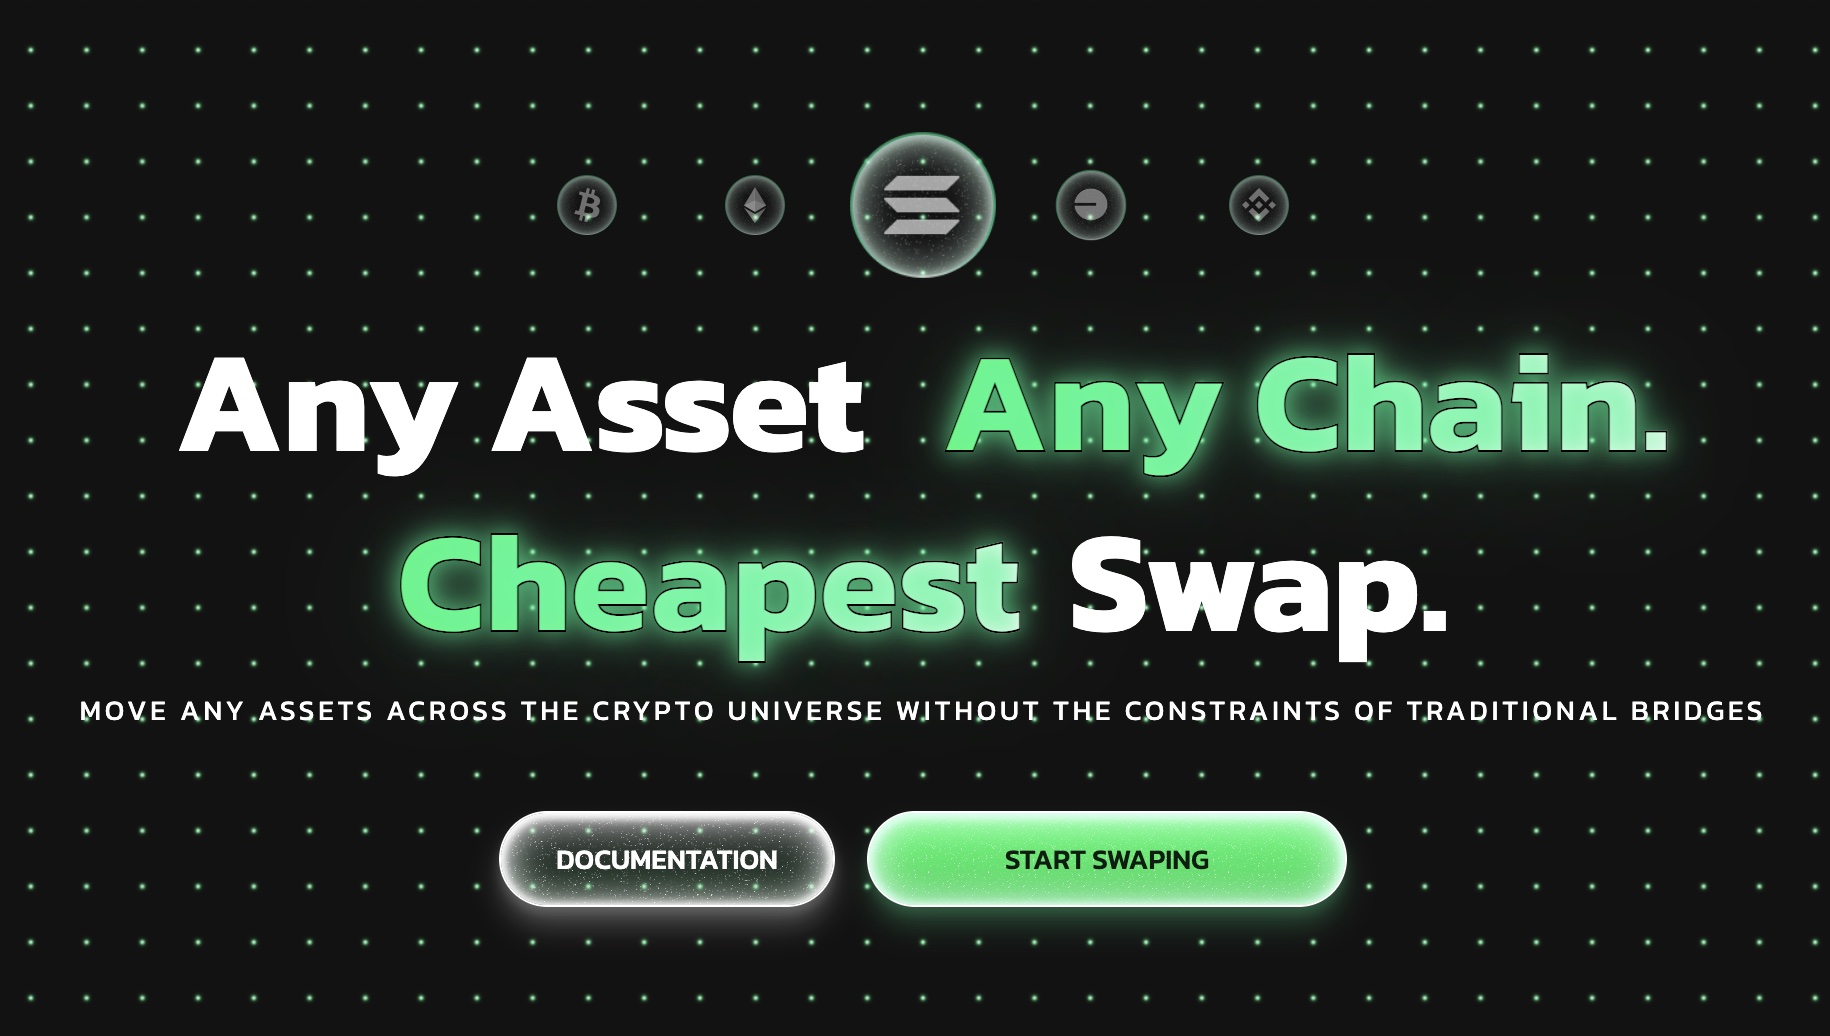 Any Asset Any Chain.
Cheapest Swap.
MOVE ANY ASSETS ACROSS THE CRYPTO UNIVERSE WITHOUT THE CONSTRAINTS OF TRADITIONAL BRIDGES
DOCUMENTATION START SWAPING